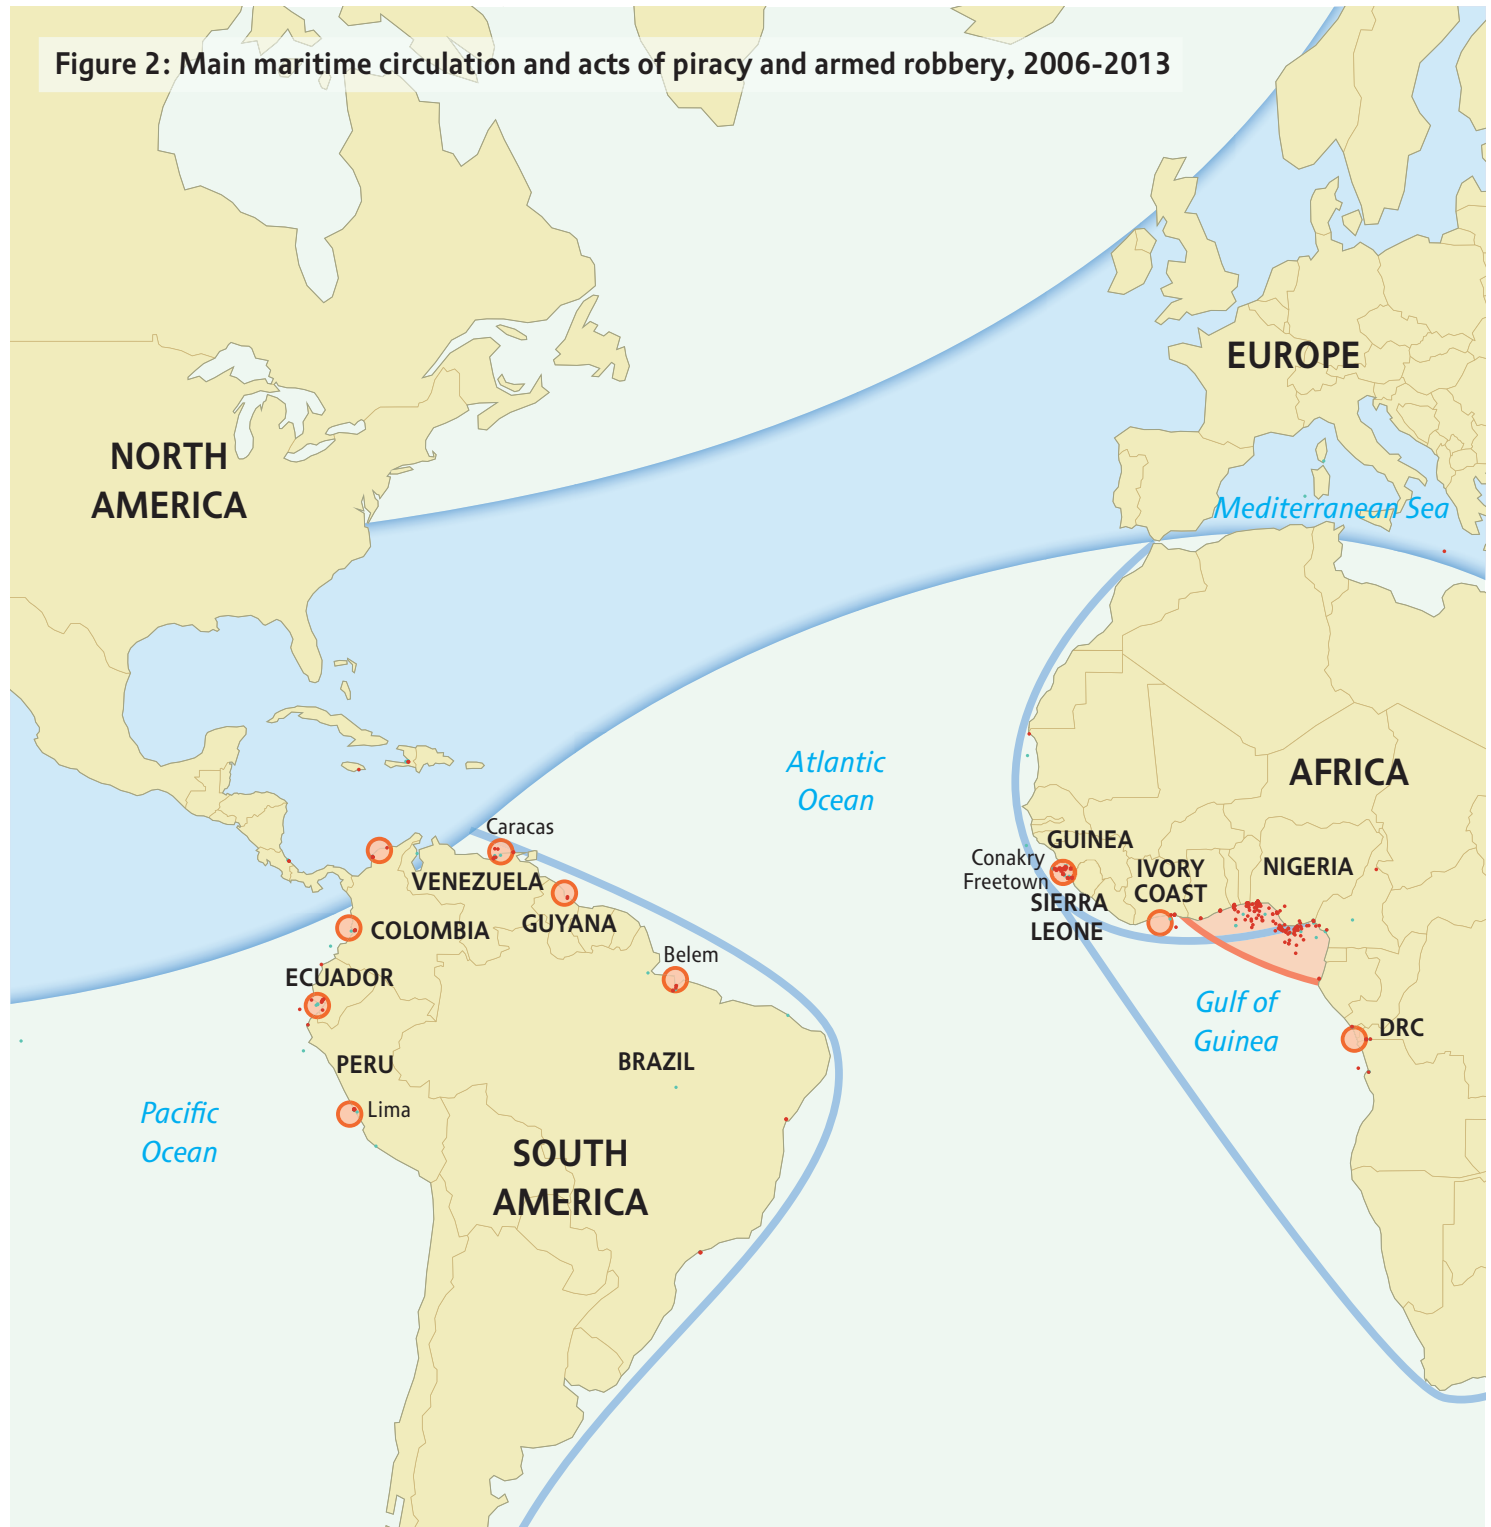 Figure 2: Main maritime circulation and acts of piracy and armed robbery, 2006-2013
EUROPE
NORTH
AMERICA
Mediterranean Sea
Atlantic
Ocean
AFRICA
Caracas
GUINEA
Conakry
Freetown
IVORY
COAST
NIGERIA
VENEZUELA
SIERRA
LEONE
GUYANA
COLOMBIA
Belem
ECUADOR
Gulf of
Guinea
DRC
PERU
BRAZIL
Lima
Pacific
Ocean
SOUTH
AMERICA